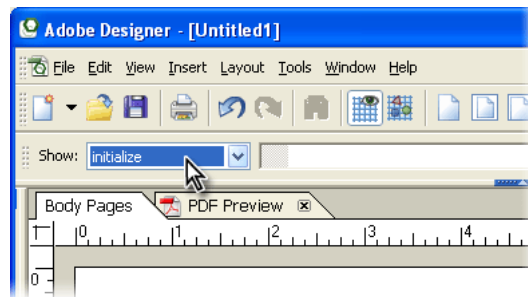 Adobe Designer - [Untitled1]
File Edit View Insert Layout Tools Window Help
Show: initialize
Body Pages PDF Preview
0 1 2 3 4
0